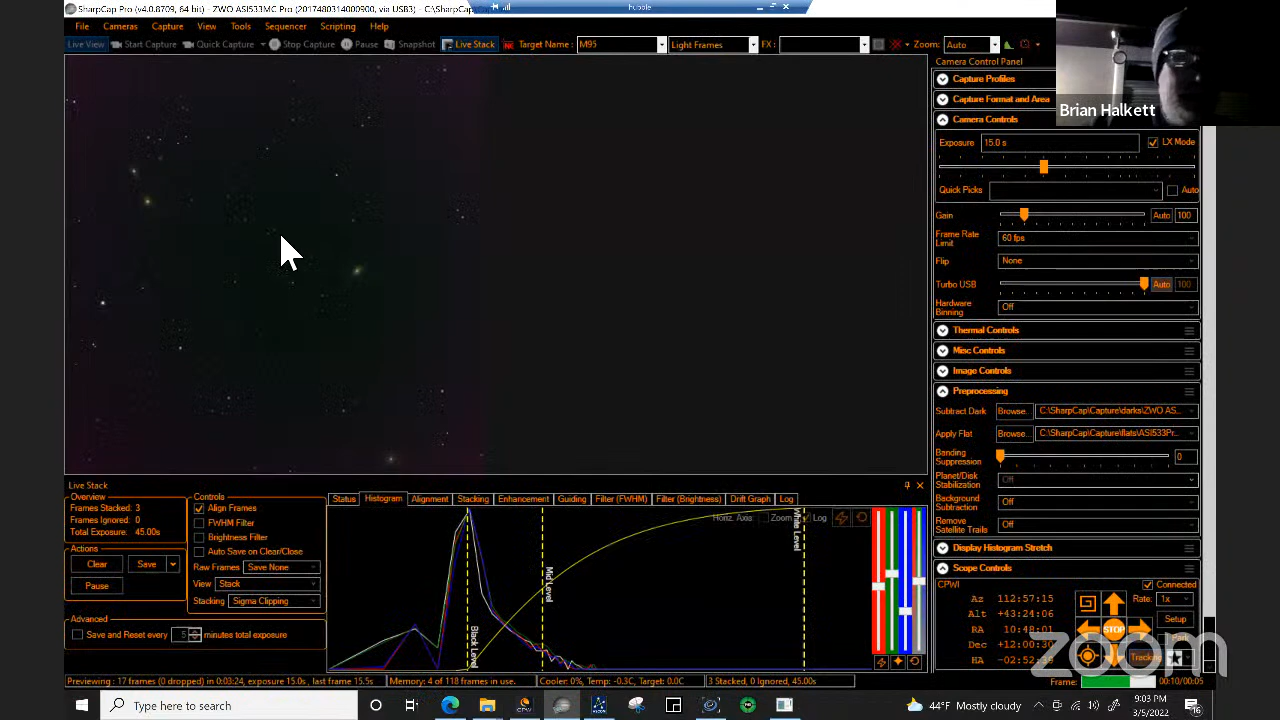 SharpCap Pro (v4.0.8709, 64 bit) - ZWO ASI533MC Pro (2017480314000900, via USB3) - C:\SharpCap\
hubble
File Cameras Capture View Tools Sequencer Scripting Help
Live View Start Capture Quick Capture Stop Capture Pause Snapshot Live Stack Target Name : M95 Light Frames FX : Zoom: Auto
Brian Halkett
Camera Control Panel
Capture Profiles
Capture Format and Area
Camera Controls
Exposure 15.0 s LX Mode
Quick Picks Auto
Gain Auto 100
Frame Rate Limit 60 fps
Flip None
Turbo USB Auto 100
Hardware Binning Off
Thermal Controls
Misc Controls
Image Controls
Preprocessing
Subtract Dark Browse... C:\SharpCap\Capture\darks\ZWO AS...
Apply Flat Browse... C:\SharpCap\Capture\flats\ASI533Pr...
Banding Suppression 0
Planet/Disk Stabilization Off
Background Subtraction Off
Remove Satellite Trails Off
Display Histogram Stretch
Scope Controls
CPWI Connected
Az 112:57:15 Rate: 1x
Alt +43:24:06
RA 10:48:01 STOP Setup
Dec +12:00:30 Park
HA -02:52:39 Tracking
zoom
Frame: 00:10/00:05
Live Stack
Overview
Frames Stacked: 3
Frames Ignored: 0
Total Exposure: 45.00s
Actions
Clear Save
Pause
Controls
Align Frames
FWHM Filter
Brightness Filter
Auto Save on Clear/Close
Raw Frames Save None
View Stack
Stacking Sigma Clipping
Advanced
Save and Reset every 5 minutes total exposure
Status Histogram Alignment Stacking Enhancement Guiding Filter (FWHM) Filter (Brightness) Drift Graph Log
Horiz. Axis: Zoom Log
Black Level
Mid Level
White Level
Previewing : 17 frames (0 dropped) in 0:03:24, exposure 15.0s , last frame 15.5s Memory: 4 of 118 frames in use. Cooler: 0%, Temp: -0.3C, Target: 0.0C 3 Stacked, 0 Ignored, 45.00s
Type here to search
44°F Mostly cloudy
9:03 PM
3/5/2022
16